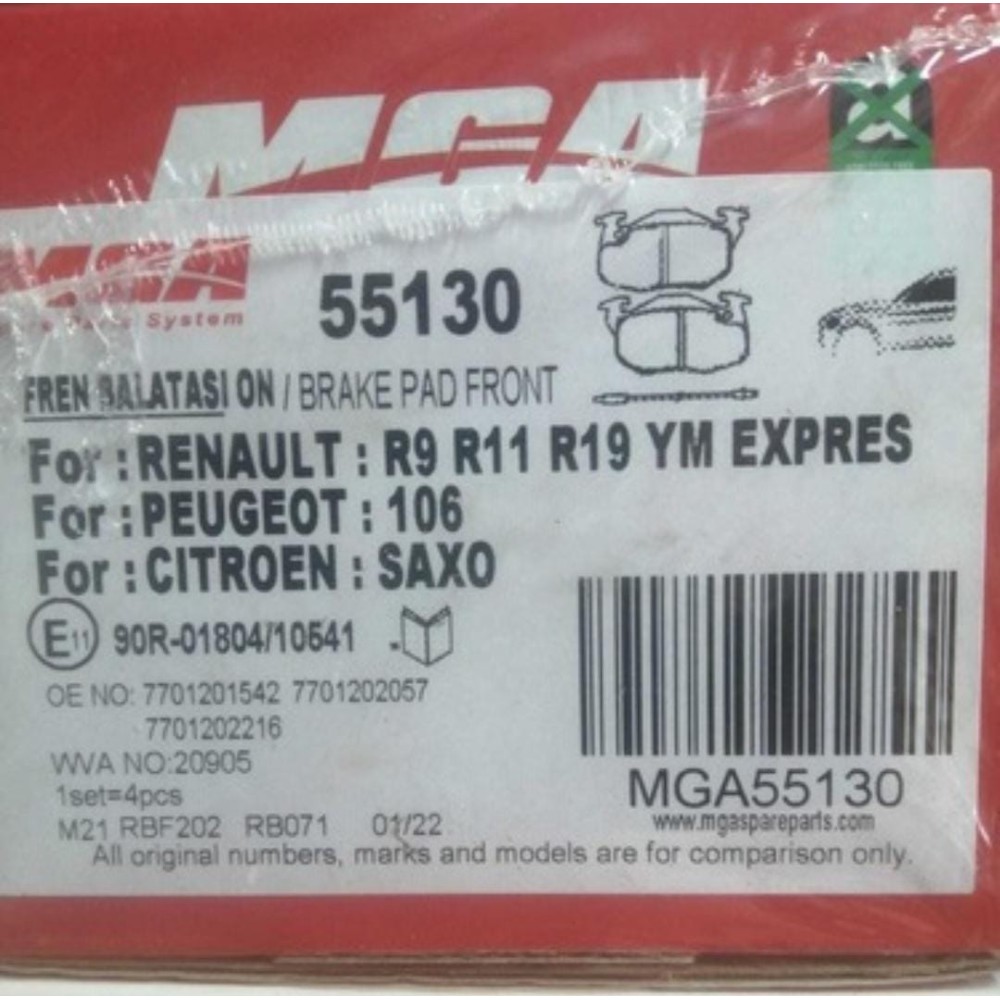 MGA
MGA
System
55130
FREN BALATASI ON / BRAKE PAD FRONT
For : RENAULT : R9 R11 R19 YM EXPRES
For : PEUGEOT : 106
For : CITROEN : SAXO
E11 90R-01804/10641
OE NO: 7701201542 7701202057
7701202216
WVA NO:20905
1set=4pcs
M21 RBF202 RB071 01/22
MGA55130
www.mgaspareparts.com
All original numbers, marks and models are for comparison only.